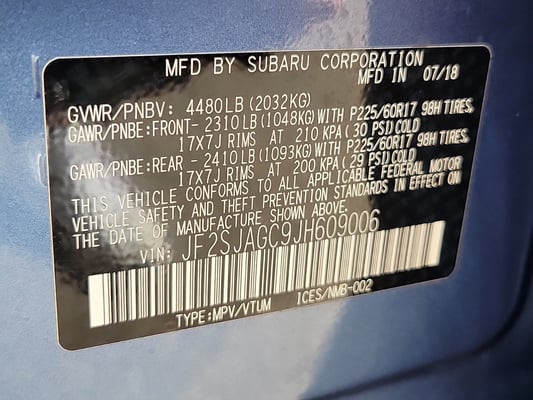 MFD BY SUBARU CORPORATION
MFD IN 07/18
GVWR/PNBV: 4480LB (2032KG)
GAWR/PNBE:FRONT- 2310LB (1048KG) WITH P225/60R17 98H TIRES,
17X7J RIMS AT 210 KPA ( 30 PSI) COLD
GAWR/PNBE:REAR - 2410LB (1093KG) WITH P225/60R17 98H TIRES,
17X7J RIMS AT 200 KPA ( 29 PSI) COLD
THIS VEHICLE CONFORMS TO ALL APPLICABLE FEDERAL MOTOR
VEHICLE SAFETY AND THEFT PREVENTION STANDARDS IN EFFECT ON
THE DATE OF MANUFACTURE SHOWN ABOVE.
VIN: JF2SJAGC9JH609006
TYPE:MPV/VTUM ICES/NMB-002